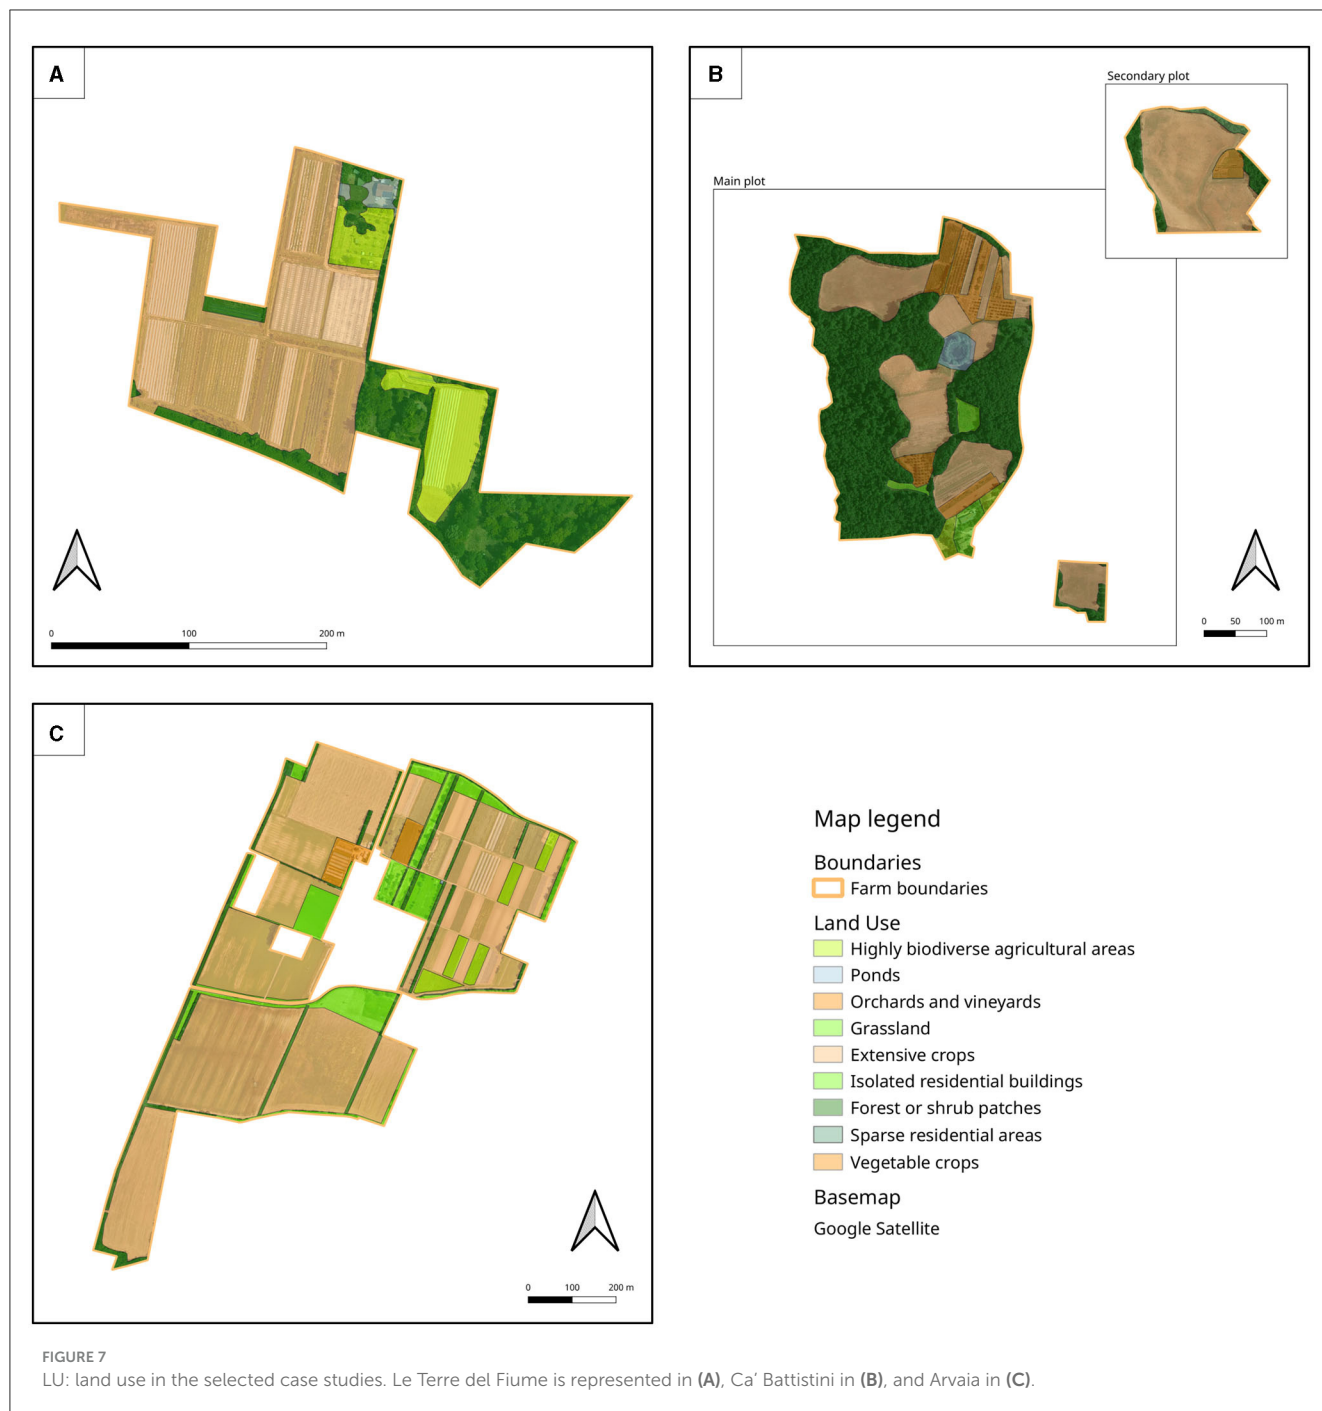 A
0
100
200 m
B
Secondary plot
Main plot
0
50
100 m
C
0
100
200 m
Map legend
Boundaries
Farm boundaries
Land Use
Highly biodiverse agricultural areas
Ponds
Orchards and vineyards
Grassland
Extensive crops
Isolated residential buildings
Forest or shrub patches
Sparse residential areas
Vegetable crops
Basemap
Google Satellite
FIGURE 7
LU: land use in the selected case studies. Le Terre del Fiume is represented in (A), Ca’ Battistini in (B), and Arvaia in (C).